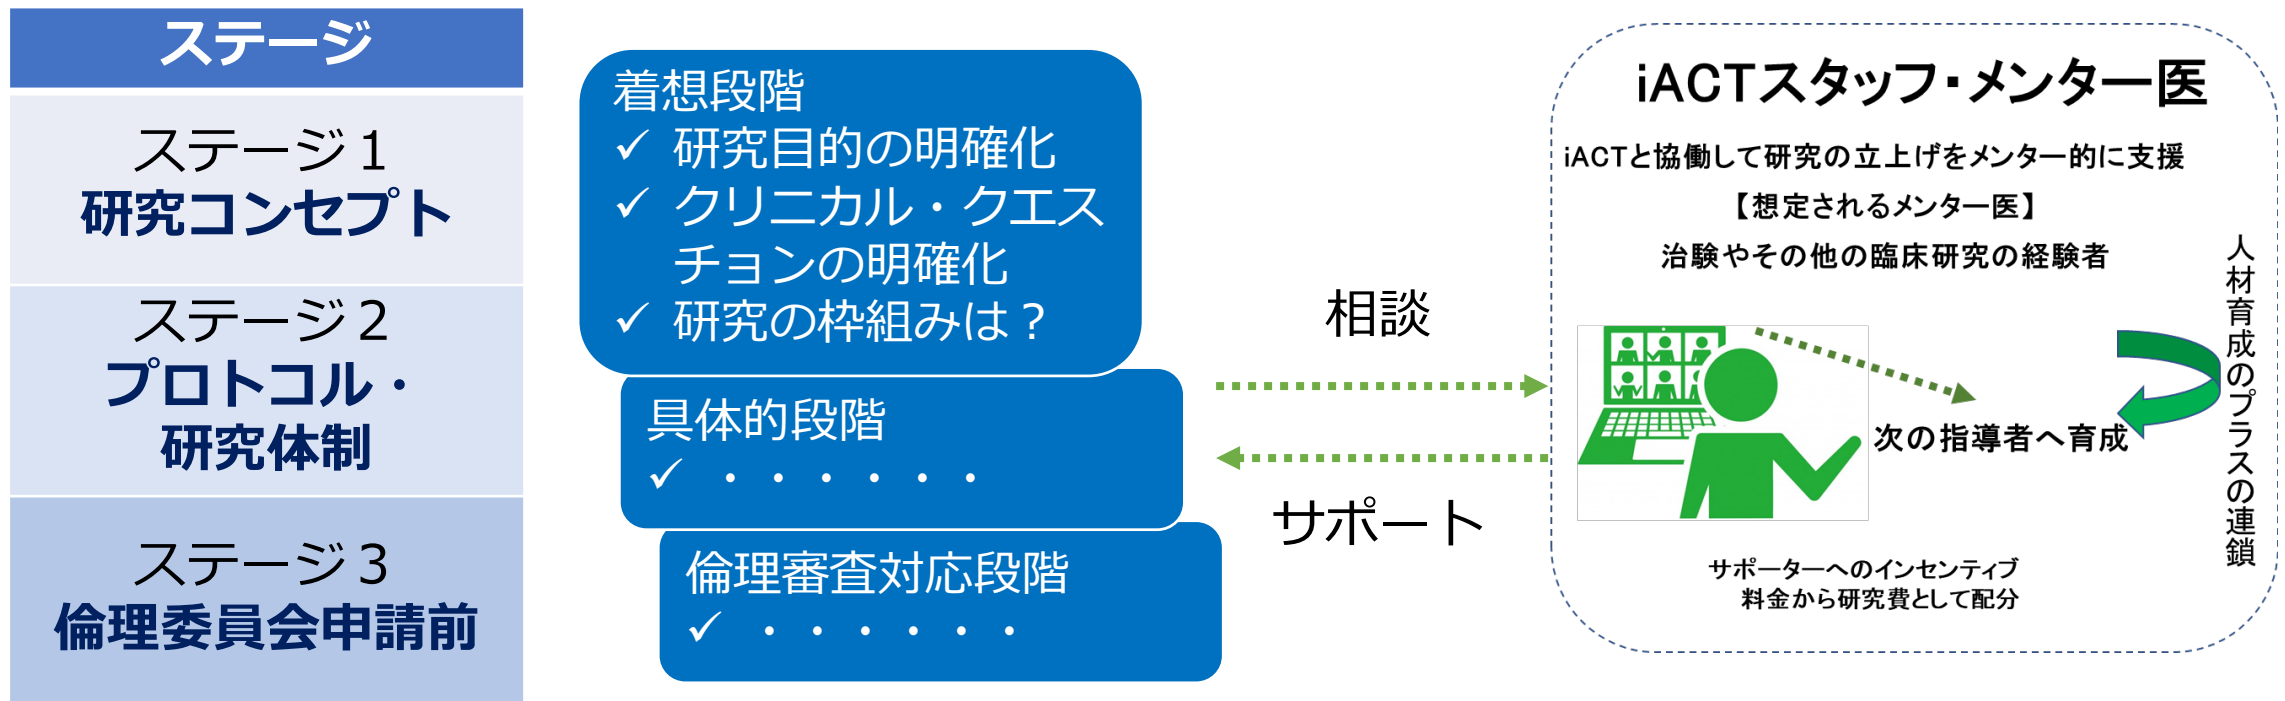 ステージ
ステージ１
研究コンセプト
ステージ２
プロトコル・
研究体制
ステージ３
倫理委員会申請前
着想段階
✓ 研究目的の明確化
✓ クリニカル・クエス
チョンの明確化
✓ 研究の枠組みは？
具体的段階
✓ ・・・・・・
倫理審査対応段階
✓ ・・・・・・
相談
サポート
iACTスタッフ・メンター医
iACTと協働して研究の立上げをメンター的に支援
【想定されるメンター医】
治験やその他の臨床研究の経験者
次の指導者へ育成
人材育成のプラスの連鎖
サポーターへのインセンティブ
料金から研究費として配分